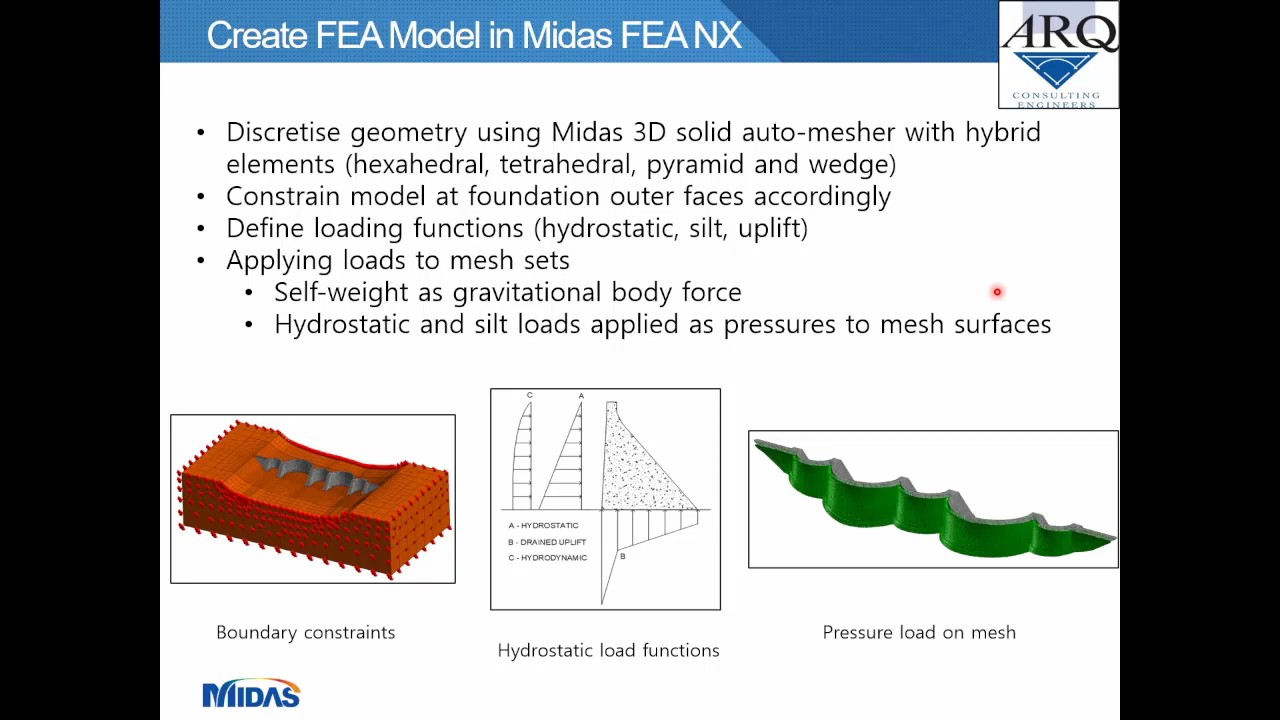 Create FEA Model in Midas FEA NX
ARQ
CONSULTING
ENGINEERS
• Discretise geometry using Midas 3D solid auto-mesher with hybrid
elements (hexahedral, tetrahedral, pyramid and wedge)
• Constrain model at foundation outer faces accordingly
• Define loading functions (hydrostatic, silt, uplift)
• Applying loads to mesh sets
• Self-weight as gravitational body force
• Hydrostatic and silt loads applied as pressures to mesh surfaces
C A
A - HYDROSTATIC
B - DRAINED UPLIFT
C - HYDRODYNAMIC
B
Boundary constraints
Hydrostatic load functions
Pressure load on mesh
MIDAS